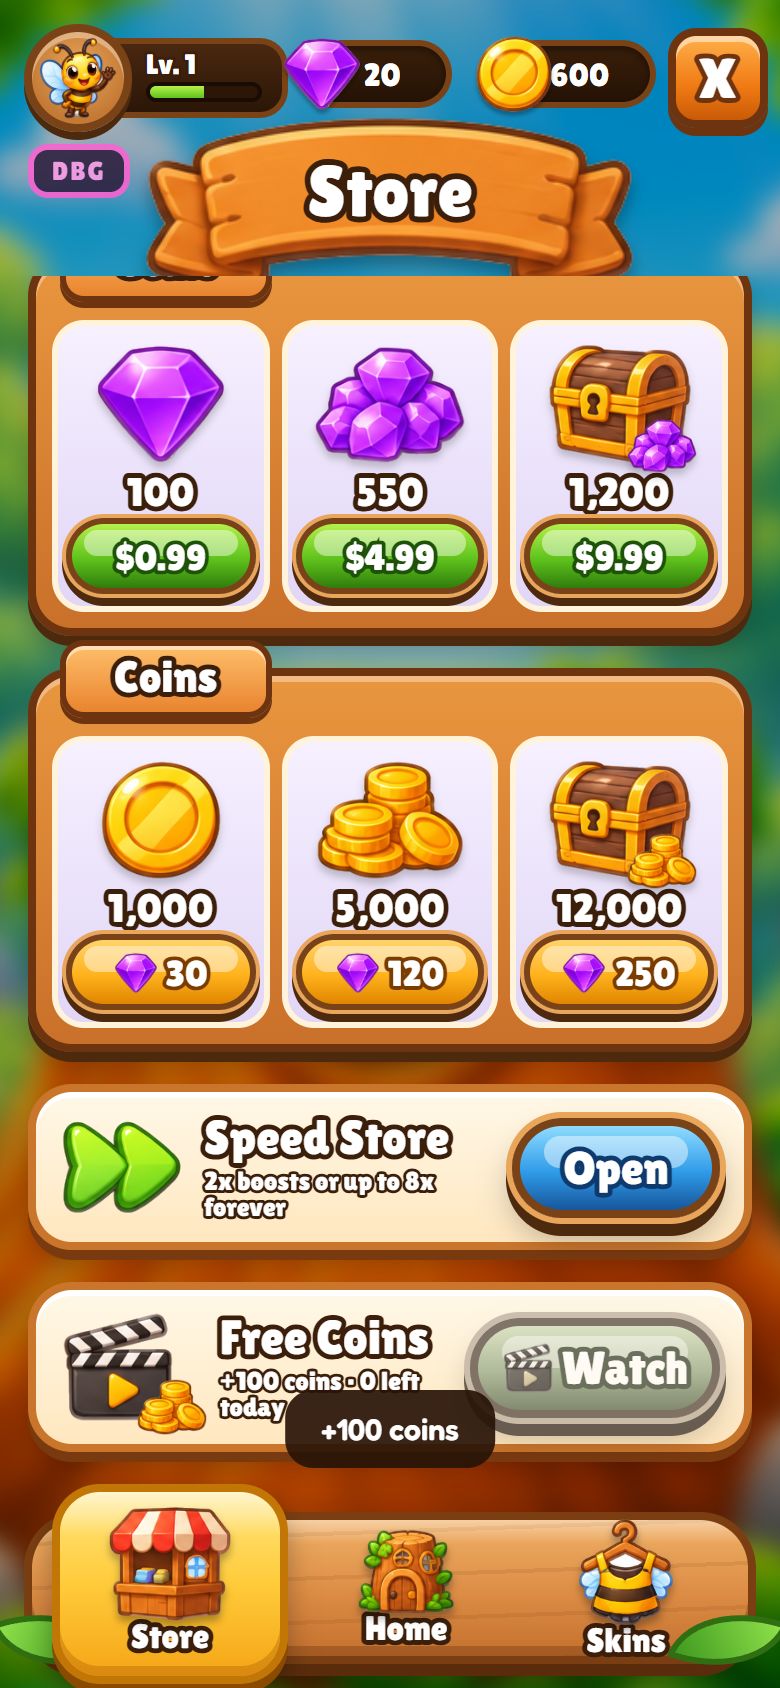 Lv. 1
20
600
X
DBG
Store
100
550
1,200
$0.99
$4.99
$9.99
Coins
1,000
5,000
12,000
30
120
250
Speed Store
2x boosts or up to 8x
forever
Open
Free Coins
+100 coins · 0 left
today
Watch
+100 coins
Store
Home
Skins